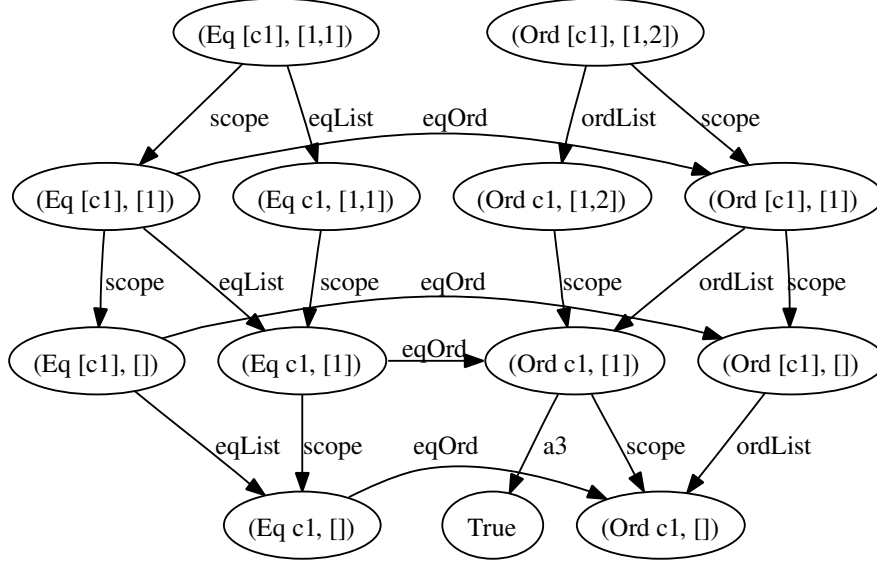 (Eq [c1], [1,1])
(Ord [c1], [1,2])
scope
eqList
eqOrd
ordList
scope
(Eq [c1], [1])
(Eq c1, [1,1])
(Ord c1, [1,2])
(Ord [c1], [1])
scope
eqList
scope
eqOrd
scope
ordList
scope
(Eq [c1], [])
(Eq c1, [1])
eqOrd
(Ord c1, [1])
(Ord [c1], [])
eqList
scope
eqOrd
a3
scope
ordList
(Eq c1, [])
True
(Ord c1, [])